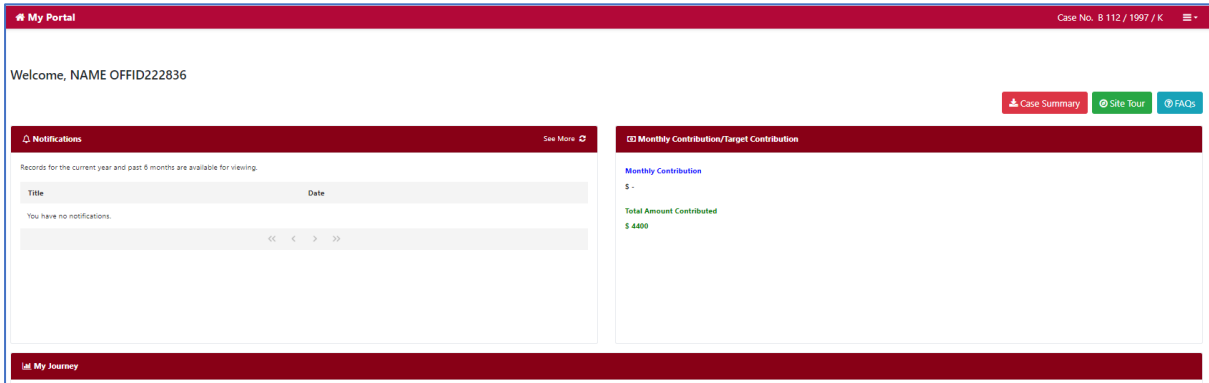 My Portal
Case No. B 112 / 1997 / K
Welcome, NAME OFFID222836
Case Summary
Site Tour
FAQs
Notifications
See More
Records for the current year and past 6 months are available for viewing.
Title Date
You have no notifications.
Monthly Contribution/Target Contribution
Monthly Contribution
$ -
Total Amount Contributed
$ 4400
My Journey